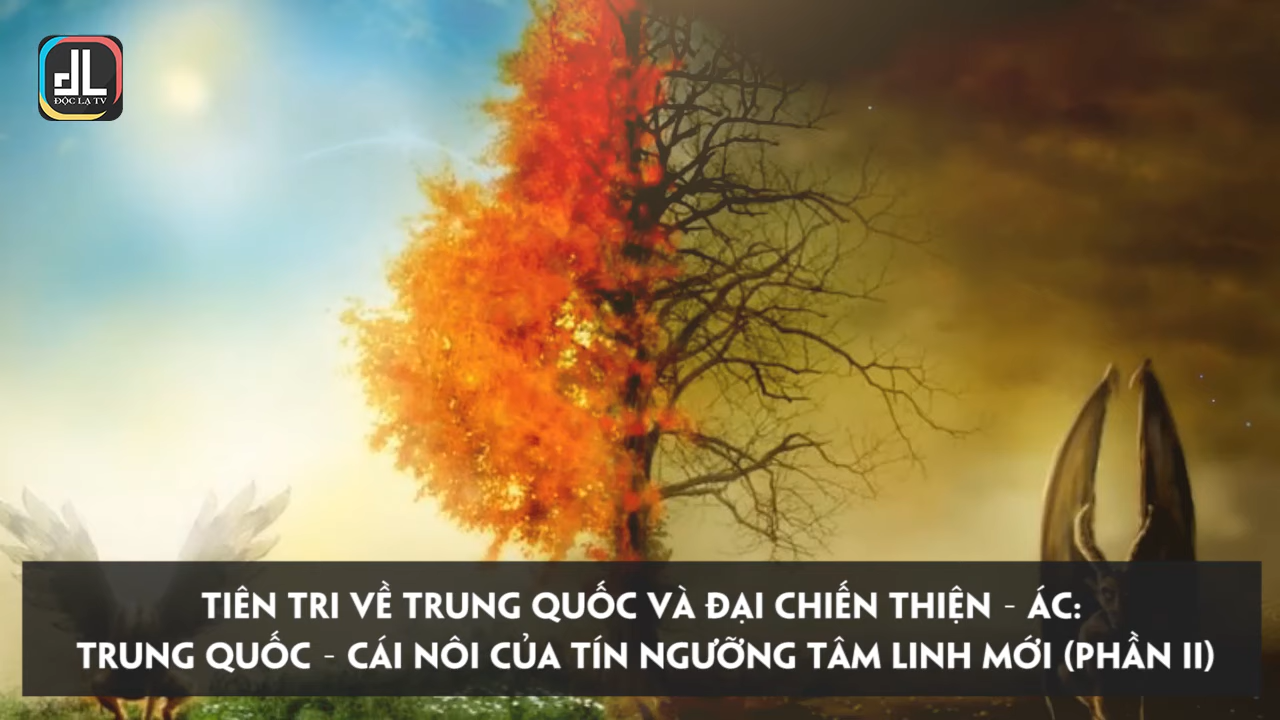 ĐỘC LẠ TV
TIÊN TRI VỀ TRUNG QUỐC VÀ ĐẠI CHIẾN THIỆN - ÁC:
TRUNG QUỐC - CÁI NÔI CỦA TÍN NGƯỠNG TÂM LINH MỚI (PHẦN II)